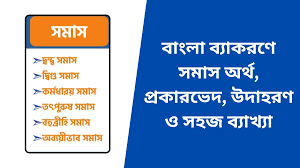 সমাস
দ্বন্দ্ব সমাস
দ্বিগু সমাস
কর্মধারয় সমাস
তৎপুরুষ সমাস
বহুব্রীহি সমাস
অব্যয়ীভাব সমাস
বাংলা ব্যাকরণে
সমাস অর্থ,
প্রকারভেদ, উদাহরণ
ও সহজ ব্যাখ্যা